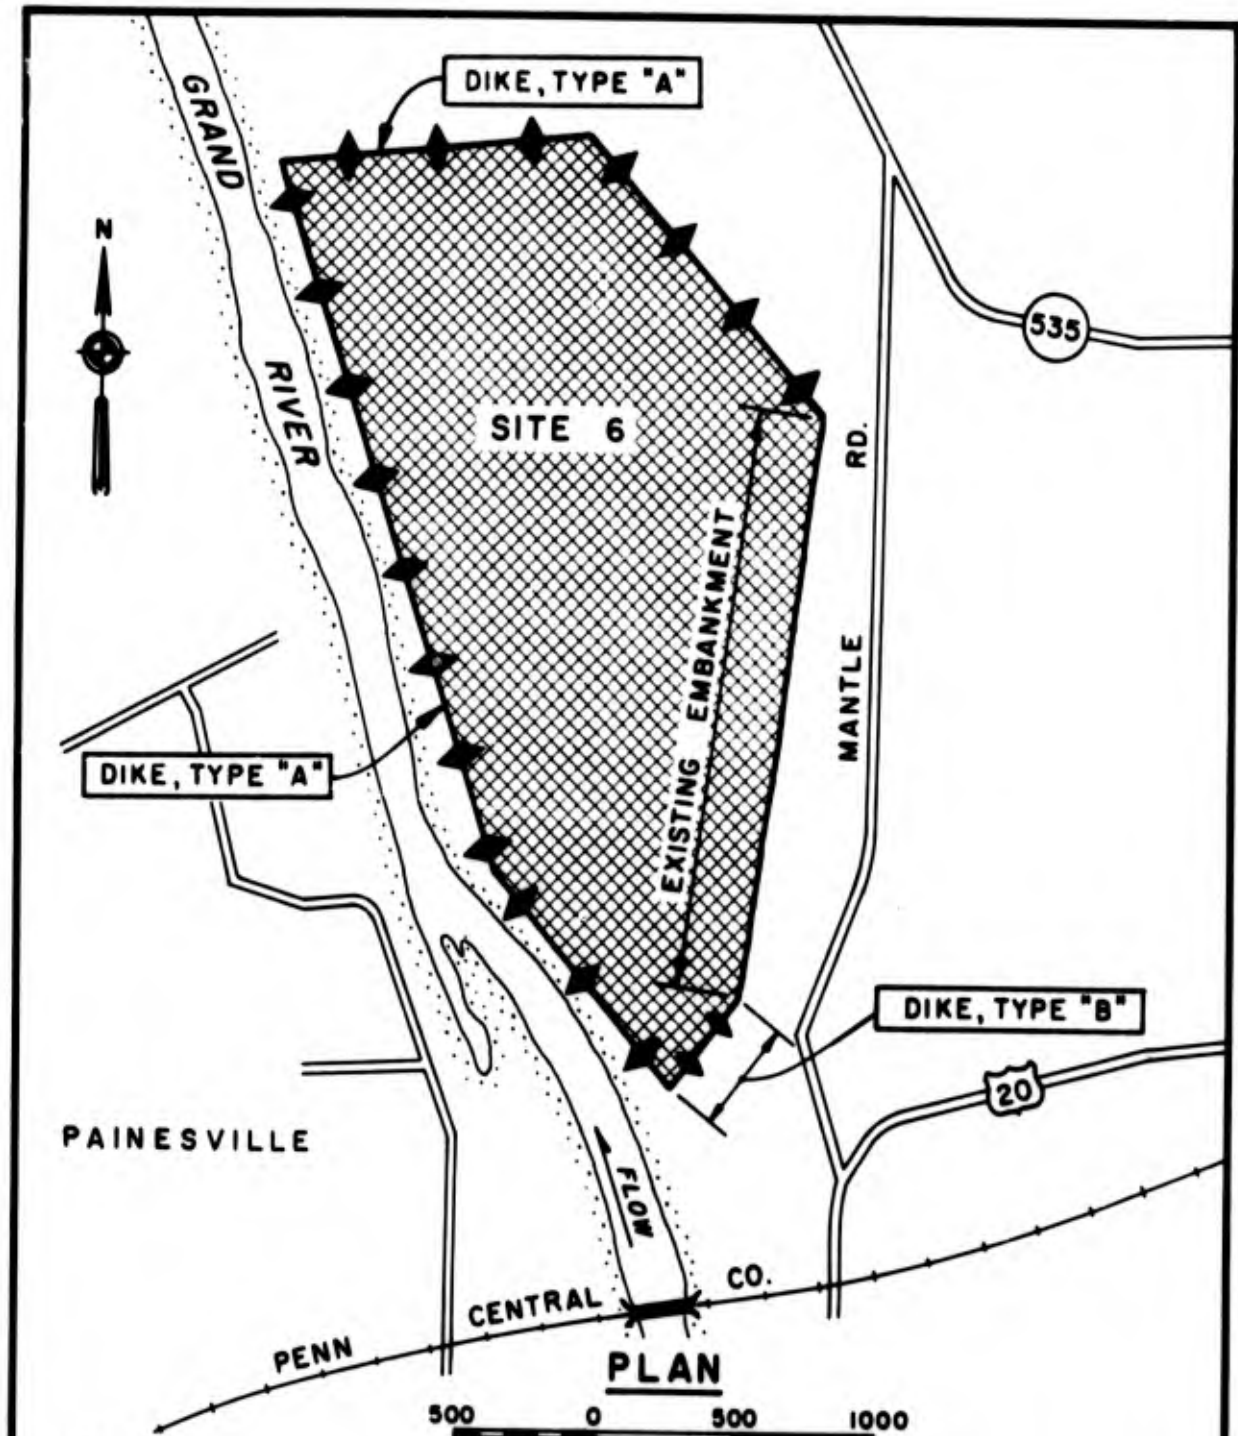 DIKE, TYPE "A"
GRAND
RIVER
N
535
SITE 6
RD.
MANTLE
EXISTING EMBANKMENT
DIKE, TYPE "A"
DIKE, TYPE "B"
20
PAINESVILLE
FLOW
PENN CENTRAL CO.
PLAN
500 0 500 1000